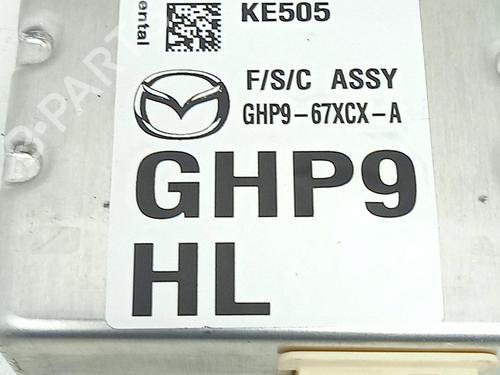 KE505
F/S/C ASSY
GHP9-67XCX-A
GHP9
HL